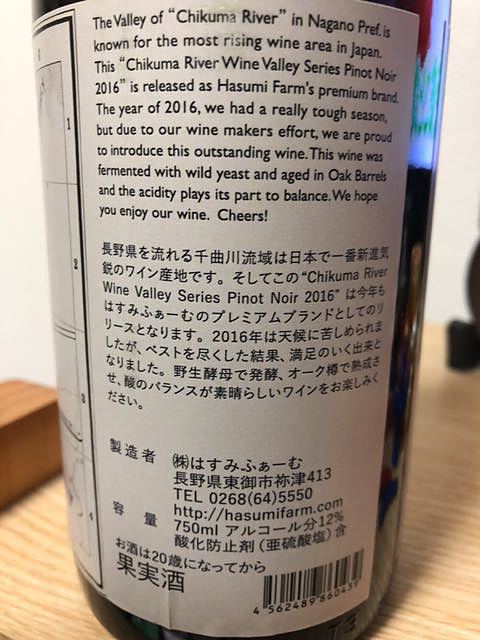 The Valley of “Chikuma River” in Nagano Pref. is
known for the most rising wine area in Japan.
This “Chikuma River Wine Valley Series Pinot Noir
2016” is released as Hasumi Farm's premium brand.
The year of 2016, we had a really tough season,
but due to our wine makers effort, we are proud
to introduce this outstanding wine. This wine was
fermented with wild yeast and aged in Oak Barrels
and the acidity plays its part to balance. We hope
you enjoy our wine. Cheers!
長野県を流れる千曲川流域は日本で一番新進気
鋭のワイン産地です。そしてこの“Chikuma River
Wine Valley Series Pinot Noir 2016” は今年も
はすみふぁーむのプレミアムブランドとしてのリ
リースとなります。2016年は天候に苦しめられま
したが、ベストを尽くした結果、満足のいく出来と
なりました。野生酵母で発酵、オーク樽で熟成さ
せ、酸のバランスが素晴らしいワインをお楽しみく
ださい。
製造者 ㈱はすみふぁーむ
長野県東御市祢津413
TEL 0268(64)5550
http://hasumifarm.com
容 量 750ml アルコール分12%
酸化防止剤（亜硫酸塩）含
お酒は20歳になってから
果実酒
1
2
3
4